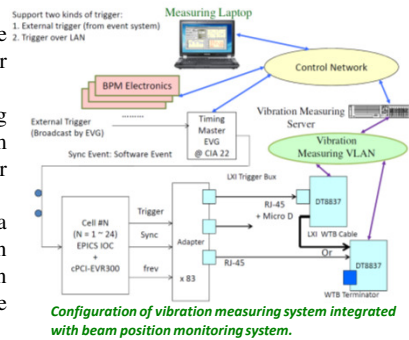 Support two kinds of trigger:
1. External trigger (from event system)
2. Trigger over LAN
Measuring Laptop
Control Network
BPM Electronics
.........
External Trigger
(Broadcast by EVG)
Timing
Master
EVG
@ CIA 22
Vibration Measuring
Server
Vibration
Measuring VLAN
Sync Event: Software Event
LXI Trigger Bus
RJ-45
+ Micro D
DT8837
Cell #N
(N = 1 ~ 24)
EPICS IOC
+
cPCI-EVR300
Trigger
Sync
frev
Adapter
x 83
LXI WTB Cable
Or
RJ-45
DT8837
WTB Terminator
Configuration of vibration measuring system integrated
with beam position monitoring system.